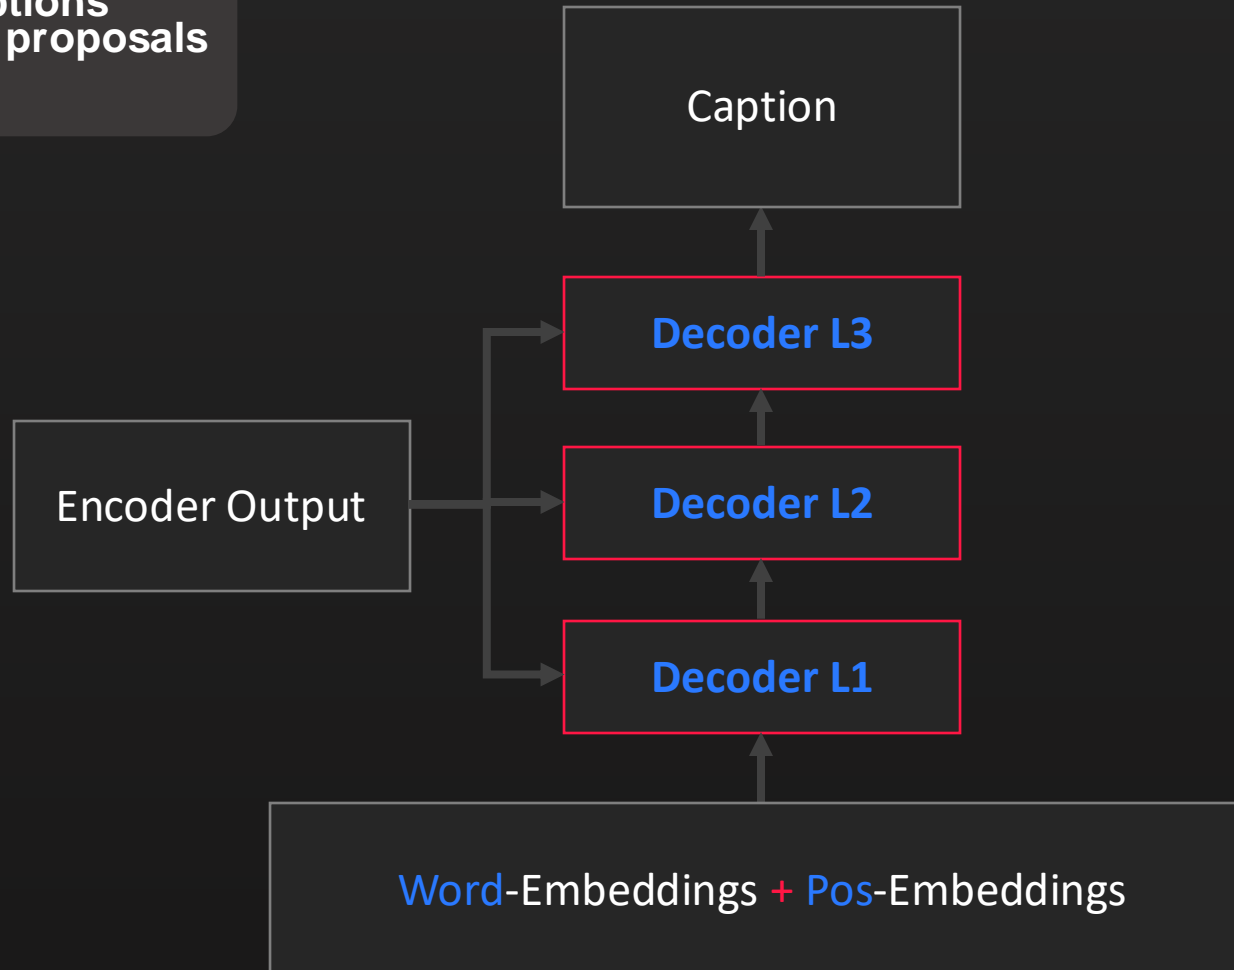 proposals
Caption
Decoder L3
Encoder Output
Decoder L2
Decoder L1
Word-Embeddings + Pos-Embeddings